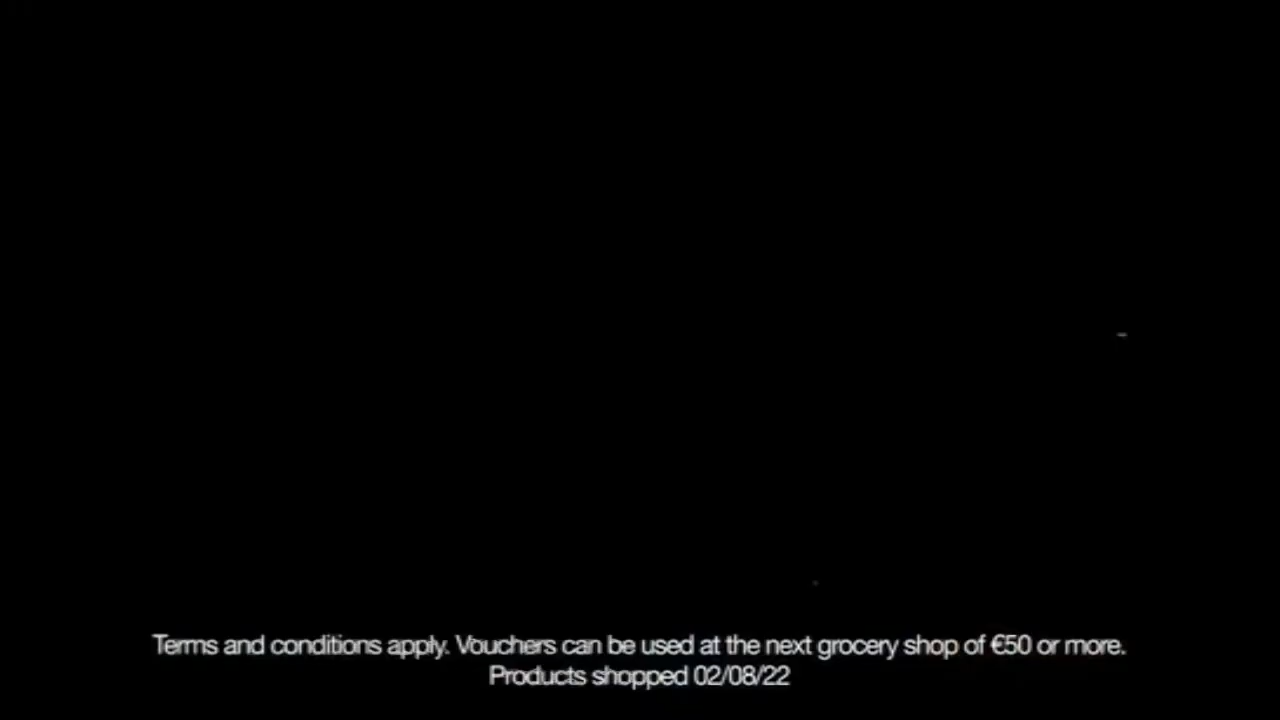 Terms and conditions apply. Vouchers can be used at the next grocery shop of €50 or more.
Products shopped 02/08/22